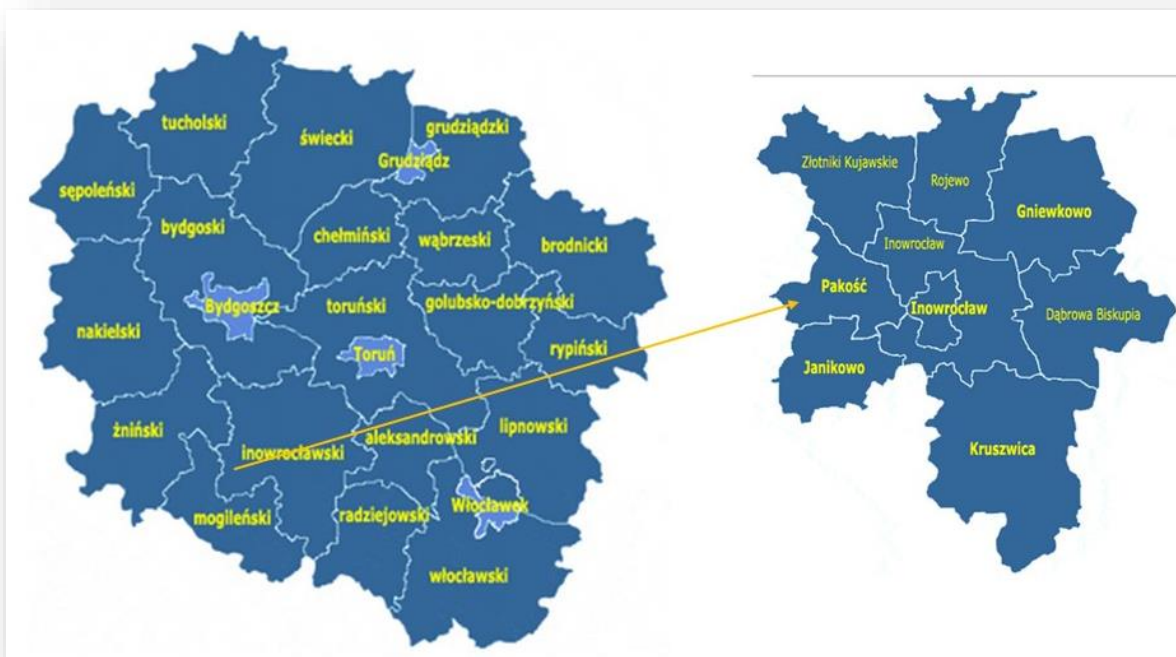 tucholski
świecki
grudziądzki
Grudziądz
sępoleński
bydgoski
chełmiński
wąbrzeski
brodnicki
Bydgoszcz
toruński
golubsko-dobrzyński
nakielski
Toruń
rypiński
żniński
inowrocławski
aleksandrowski
lipnowski
mogileński
radziejowski
Włocławek
włocławski
Złotniki Kujawskie
Rojewo
Gniewkowo
Inowrocław
Pakość
Inowrocław
Dąbrowa Biskupia
Janikowo
Kruszwica